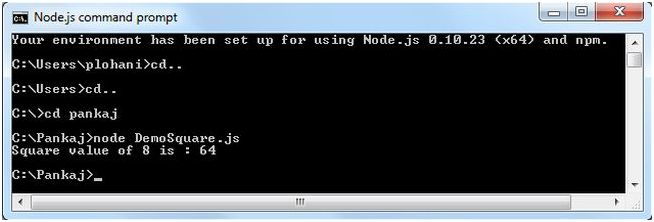 Node.js command prompt
Your environment has been set up for using Node.js 0.10.23 (x64) and npm.
C:\Users\plohani>cd..
C:\Users>cd..
C:\>cd pankaj
C:\Pankaj>node DemoSquare.js
Square value of 8 is : 64
C:\Pankaj>_